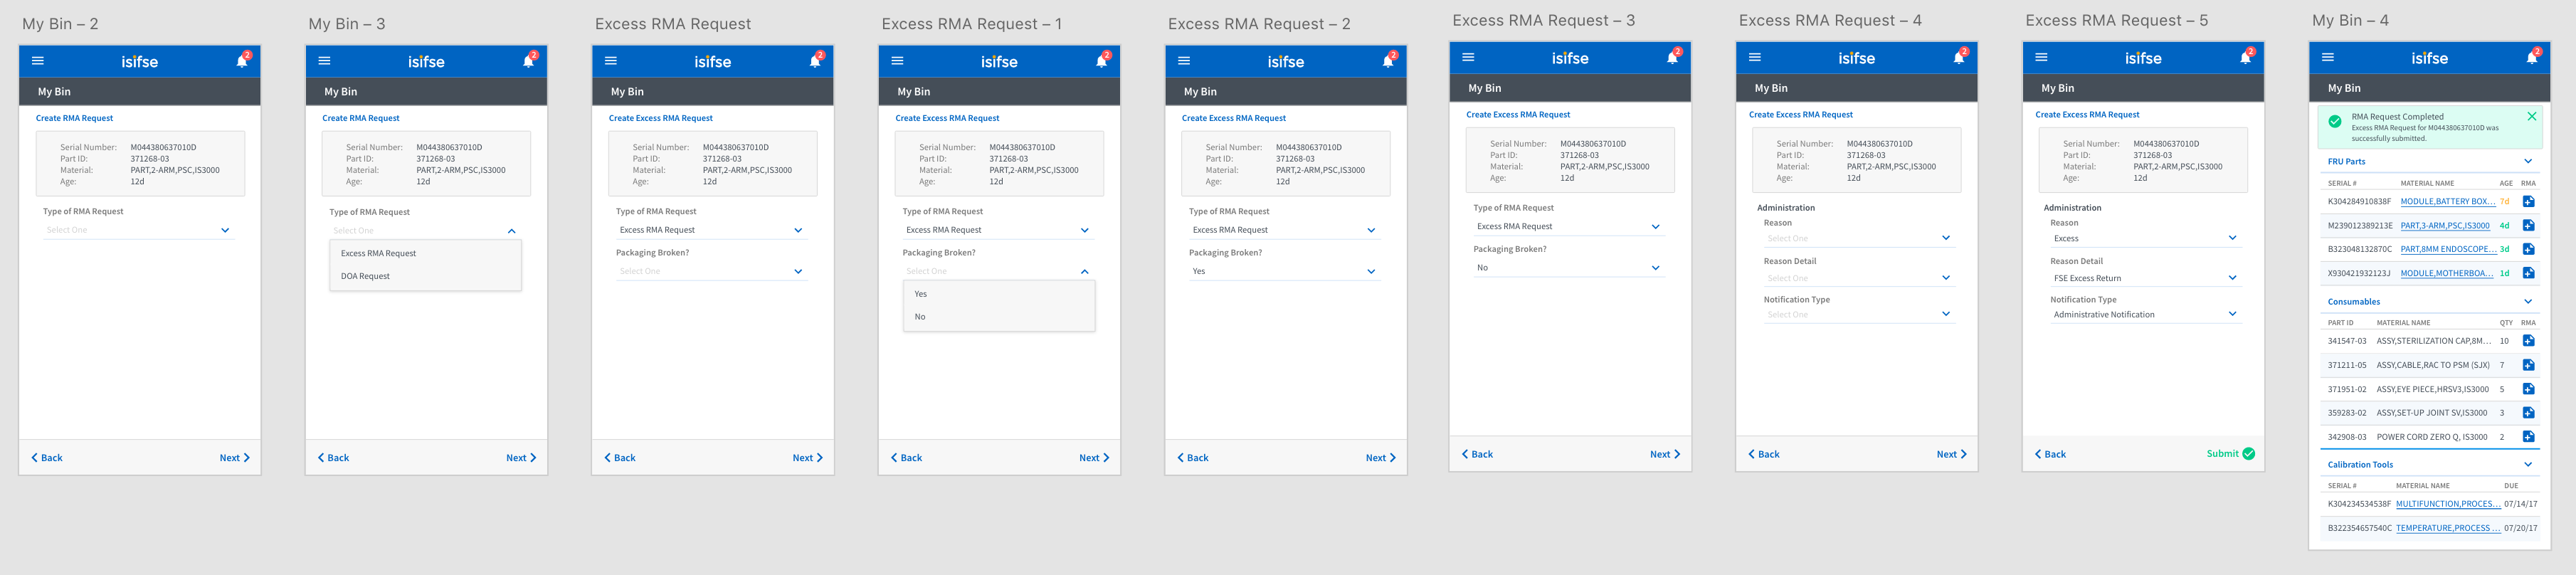 My Bin – 2
isifse
2
My Bin
Create RMA Request
Serial Number: M044380637010D
Part ID: 371268-03
Material: PART,2-ARM,PSC,IS3000
Age: 12d
Type of RMA Request
Select One
Back Next
My Bin – 3
isifse
2
My Bin
Create RMA Request
Serial Number: M044380637010D
Part ID: 371268-03
Material: PART,2-ARM,PSC,IS3000
Age: 12d
Type of RMA Request
Select One
Excess RMA Request
DOA Request
Back Next
Excess RMA Request
isifse
2
My Bin
Create Excess RMA Request
Serial Number: M044380637010D
Part ID: 371268-03
Material: PART,2-ARM,PSC,IS3000
Age: 12d
Type of RMA Request
Excess RMA Request
Packaging Broken?
Select One
Back Next
Excess RMA Request – 1
isifse
2
My Bin
Create Excess RMA Request
Serial Number: M044380637010D
Part ID: 371268-03
Material: PART,2-ARM,PSC,IS3000
Age: 12d
Type of RMA Request
Excess RMA Request
Packaging Broken?
Select One
Yes
No
Back Next
Excess RMA Request – 2
isifse
2
My Bin
Create Excess RMA Request
Serial Number: M044380637010D
Part ID: 371268-03
Material: PART,2-ARM,PSC,IS3000
Age: 12d
Type of RMA Request
Excess RMA Request
Packaging Broken?
Yes
Back Next
Excess RMA Request – 3
isifse
2
My Bin
Create Excess RMA Request
Serial Number: M044380637010D
Part ID: 371268-03
Material: PART,2-ARM,PSC,IS3000
Age: 12d
Type of RMA Request
Excess RMA Request
Packaging Broken?
No
Back Next
Excess RMA Request – 4
isifse
2
My Bin
Create Excess RMA Request
Serial Number: M044380637010D
Part ID: 371268-03
Material: PART,2-ARM,PSC,IS3000
Age: 12d
Administration
Reason
Select One
Reason Detail
Select One
Notification Type
Select One
Back Next
Excess RMA Request – 5
isifse
2
My Bin
Create Excess RMA Request
Serial Number: M044380637010D
Part ID: 371268-03
Material: PART,2-ARM,PSC,IS3000
Age: 12d
Administration
Reason
Excess
Reason Detail
FSE Excess Return
Notification Type
Administrative Notification
Back Submit
My Bin – 4
isifse
2
My Bin
RMA Request Completed
Excess RMA Request for M044380637010D was
successfully submitted.
FRU Parts
SERIAL # MATERIAL NAME AGE RMA
K304284910838F MODULE,BATTERY BOX... 7d
M239012389213E PART,3-ARM,PSC,IS3000 4d
B323048132870C PART,8MM ENDOSCOPE... 3d
X930421932123J MODULE,MOTHERBOA... 1d
Consumables
PART ID MATERIAL NAME QTY RMA
341547-03 ASSY,STERILIZATION CAP,8M... 10
371211-05 ASSY,CABLE,RAC TO PSM (SJX) 7
371951-02 ASSY,EYE PIECE,HRSV3,IS3000 5
359283-02 ASSY,SET-UP JOINT SV,IS3000 3
342908-03 POWER CORD ZERO Q, IS3000 2
Calibration Tools
SERIAL # MATERIAL NAME DUE
K304234534538F MULTIFUNCTION,PROCES... 07/14/17
B322354657540C TEMPERATURE,PROCESS ... 07/20/17